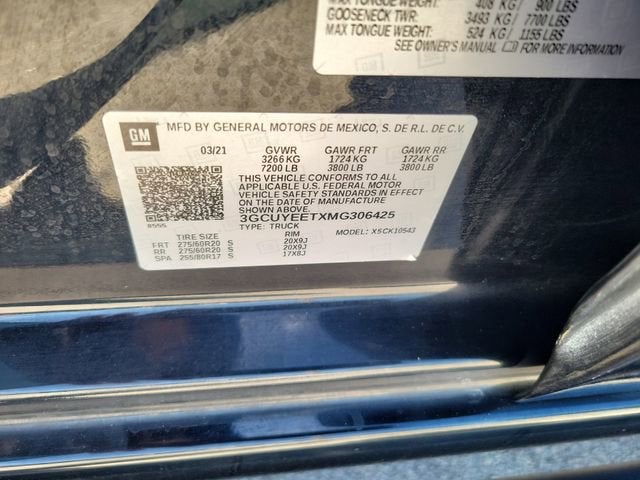 MAX TONGUE WEIGHT: 408 KG/ 900 LBS
GOOSENECK TWR: 3493 KG/ 7700 LBS
MAX TONGUE WEIGHT: 524 KG/ 1155 LBS
SEE OWNER'S MANUAL FOR MORE INFORMATION
GM MFD BY GENERAL MOTORS DE MEXICO, S. DE R.L. DE C.V.
03/21 GVWR GAWR FRT GAWR RR
3266 KG 1724 KG 1724 KG
7200 LB 3800 LB 3800 LB
THIS VEHICLE CONFORMS TO ALL
APPLICABLE U.S. FEDERAL MOTOR
VEHICLE SAFETY STANDARDS IN EFFECT
ON THE DATE OF MANUFACTURE
SHOWN ABOVE.
8555 3GCUYEETXMG306425
TYPE: TRUCK MODEL: X5CK10543
TIRE SIZE RIM
FRT 275/60R20 S 20X9J
RR 275/60R20 S 20X9J
SPA 255/80R17 S 17X8J